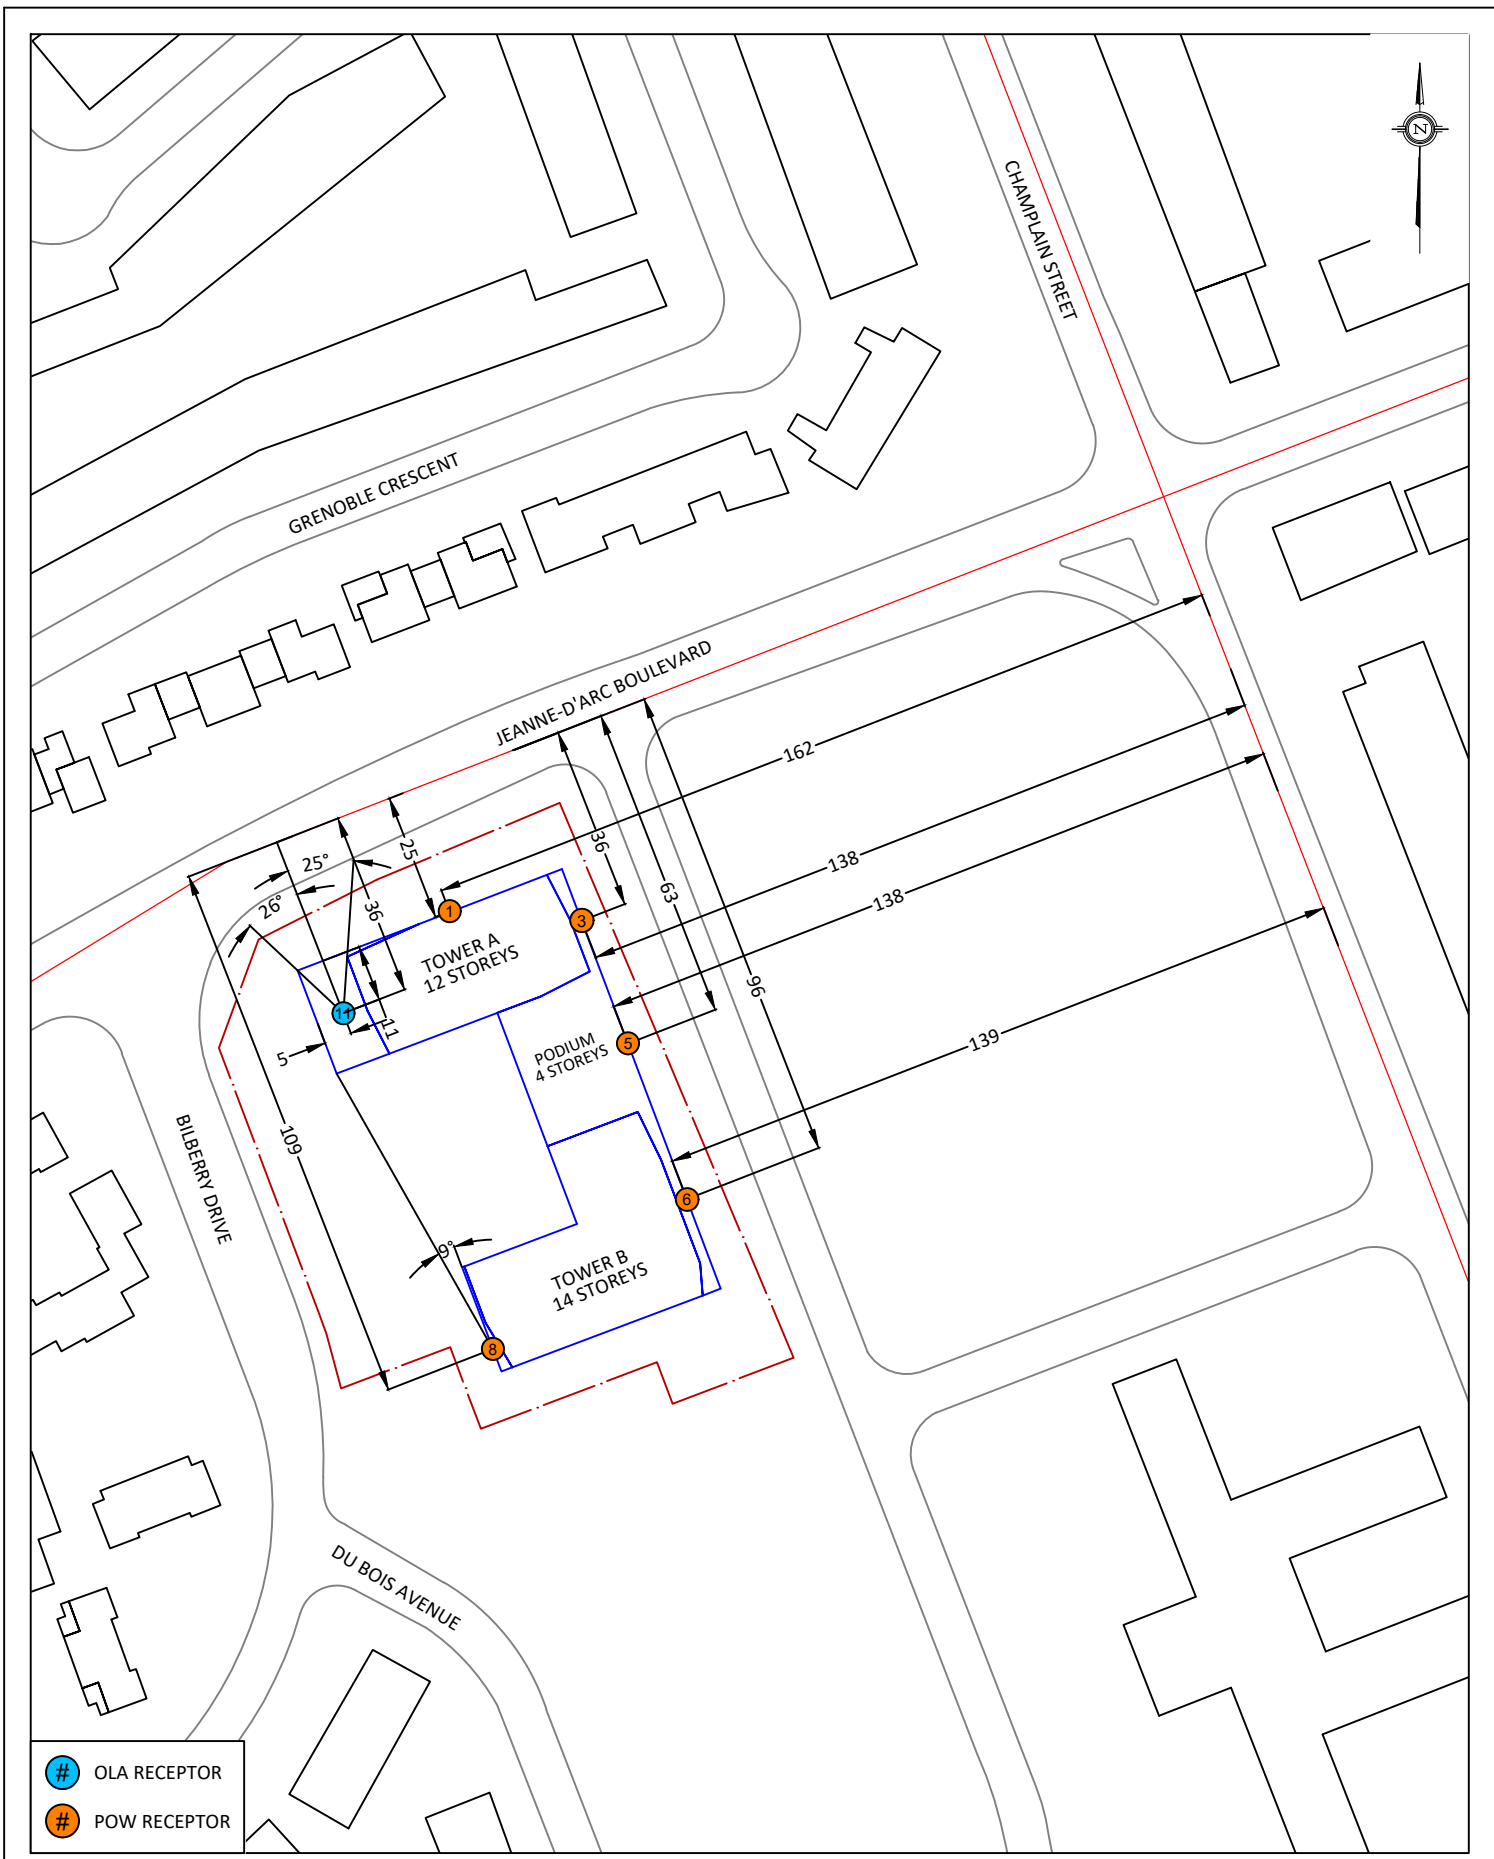 N
CHAMPLAIN STREET
GRENOBLE CRESCENT
JEANNE-D'ARC BOULEVARD
162
25°
25
36
138
26°
36
63
138
1
3
TOWER A
12 STOREYS
96
11
11
5
PODIUM
4 STOREYS
5
139
109
BILBERRY DRIVE
6
9°
TOWER B
14 STOREYS
8
DU BOIS AVENUE
# OLA RECEPTOR
# POW RECEPTOR